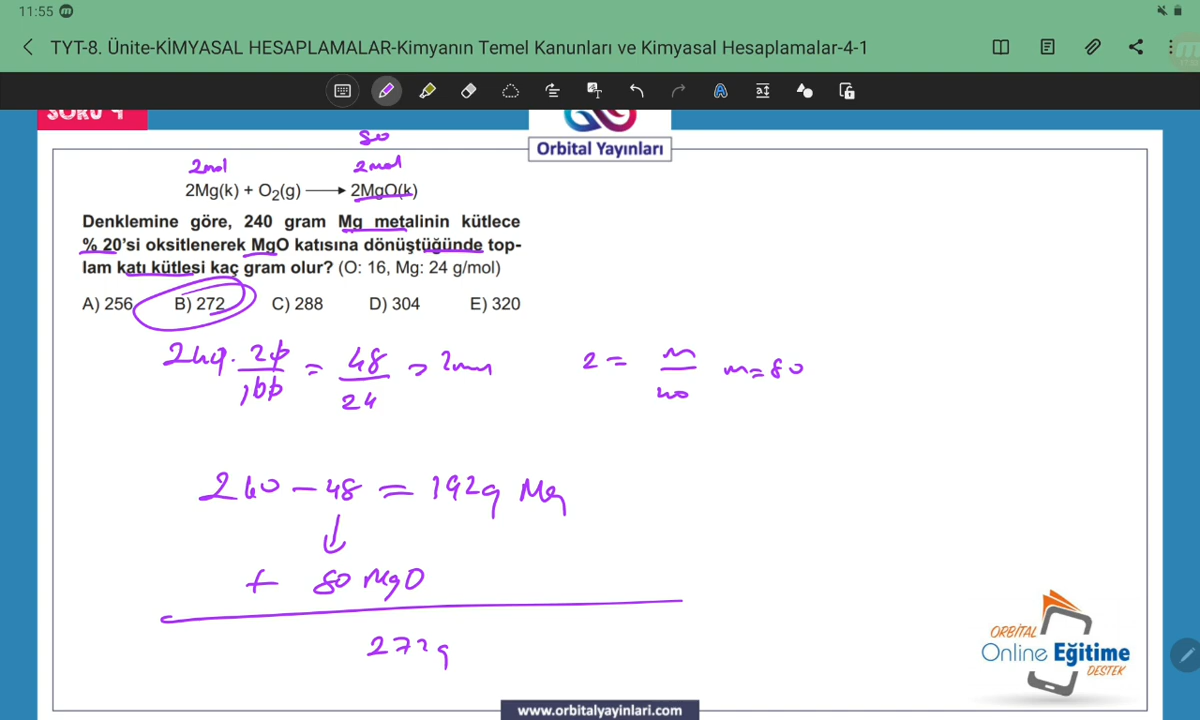 11:55
TYT-8. Ünite-KİMYASAL HESAPLAMALAR-Kimyanın Temel Kanunları ve Kimyasal Hesaplamalar-4-1
SORU 4
Orbital Yayınları
80
2mol 2mol
2Mg(k) + O₂(g) ⟶ 2MgO(k)
Denklemine göre, 240 gram Mg metalinin kütlece
% 20'si oksitlenerek MgO katısına dönüştüğünde top-
lam katı kütlesi kaç gram olur? (O: 16, Mg: 24 g/mol)
A) 256 B) 272 C) 288 D) 304 E) 320
240 · 20/100 = 48/24 = 2mol 2 = m/40 m = 80
240 – 48 = 192g Mg
↓
+ 80 MgO
272g
ORBİTAL
Online Eğitime
DESTEK
www.orbitalyayinlari.com